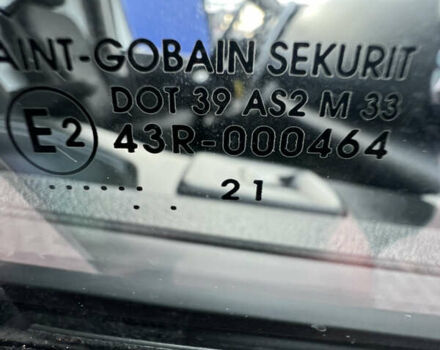 AINT-GOBAIN SEKURIT
DOT 39 AS2 M 33
E2 43R-000464
....... 21
. .